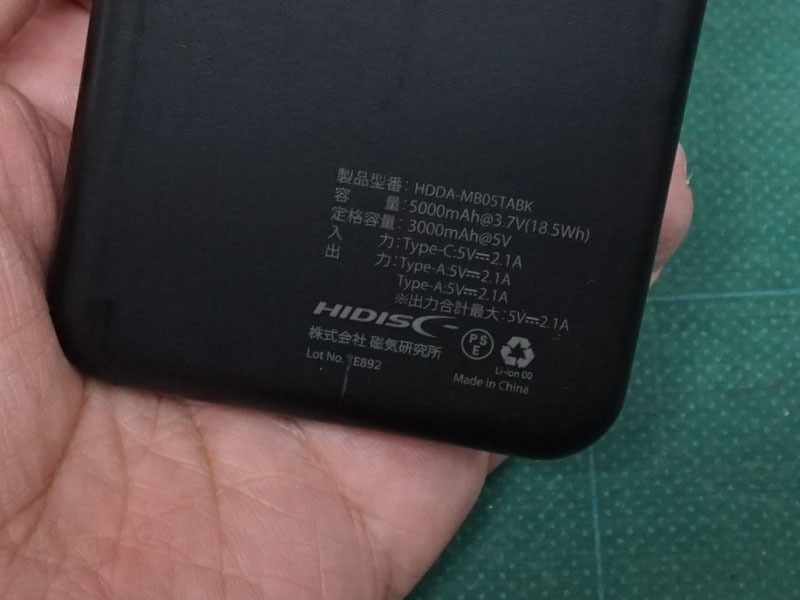 製品型番：HDDA-MB05TABK
容　　量：5000mAh@3.7V(18.5Wh)
定格容量：3000mAh@5V
入　　力：Type-C:5V⎓2.1A
出　　力：Type-A:5V⎓2.1A
Type-A:5V⎓2.1A
※出力合計最大：5V⎓2.1A
HIDISC
株式会社 磁気研究所
PSE
Lot No. E892
Li-ion 00
Made in China